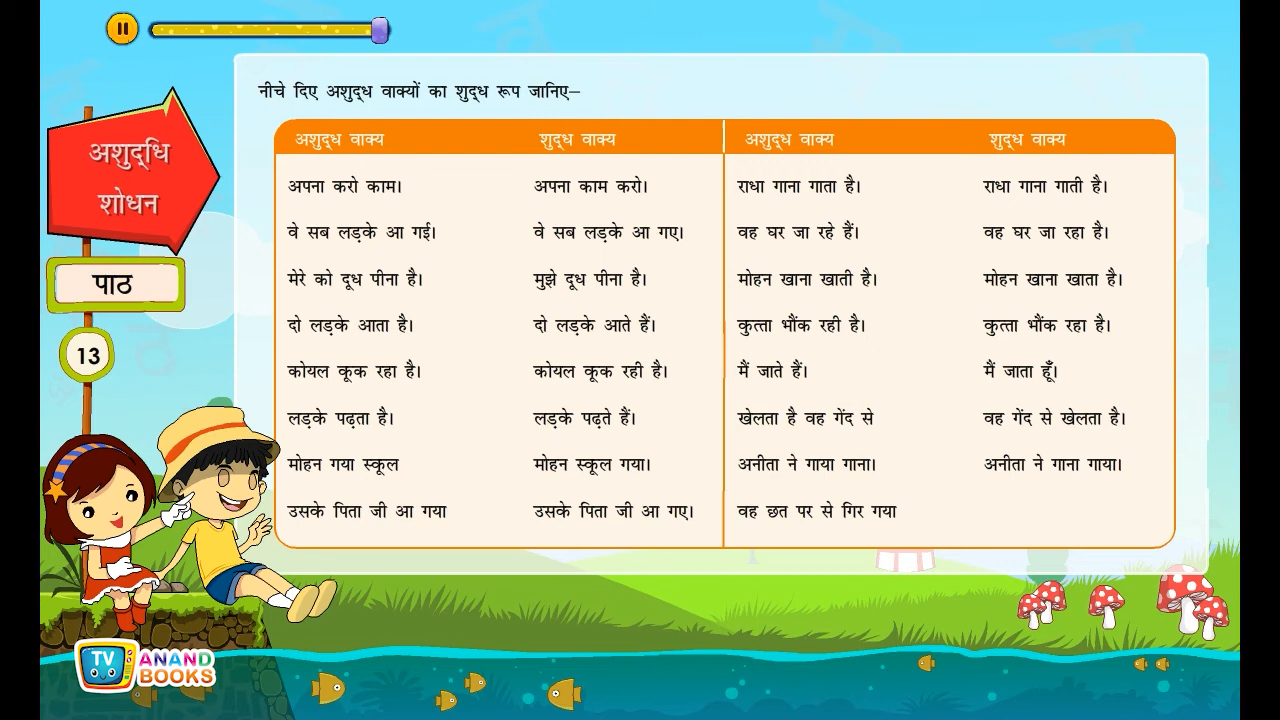 नीचे दिए अशुद्ध वाक्यों का शुद्ध रूप जानिए–
अशुद्धि
शोधन
पाठ
13
अशुद्ध वाक्य शुद्ध वाक्य अशुद्ध वाक्य शुद्ध वाक्य
अपना करो काम। अपना काम करो। राधा गाना गाता है। राधा गाना गाती है।
वे सब लड़के आ गई। वे सब लड़के आ गए। वह घर जा रहे हैं। वह घर जा रहा है।
मेरे को दूध पीना है। मुझे दूध पीना है। मोहन खाना खाती है। मोहन खाना खाता है।
दो लड़के आता है। दो लड़के आते हैं। कुत्ता भौंक रही है। कुत्ता भौंक रहा है।
कोयल कूक रहा है। कोयल कूक रही है। मैं जाते हैं। मैं जाता हूँ।
लड़के पढ़ता है। लड़के पढ़ते हैं। खेलता है वह गेंद से वह गेंद से खेलता है।
मोहन गया स्कूल मोहन स्कूल गया। अनीता ने गाया गाना। अनीता ने गाना गाया।
उसके पिता जी आ गया उसके पिता जी आ गए। वह छत पर से गिर गया
TV ANAND
BOOKS